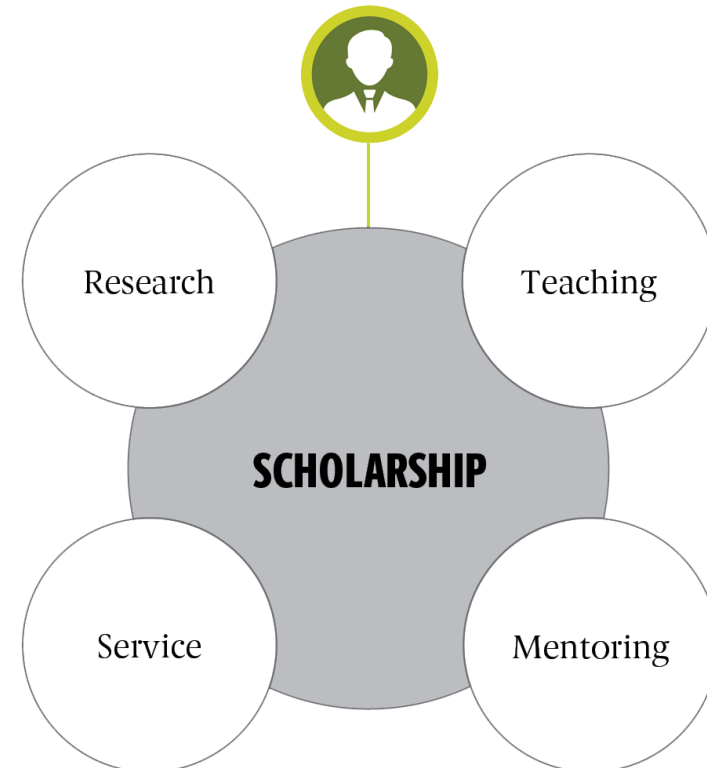 Research
Teaching
SCHOLARSHIP
Service
Mentoring